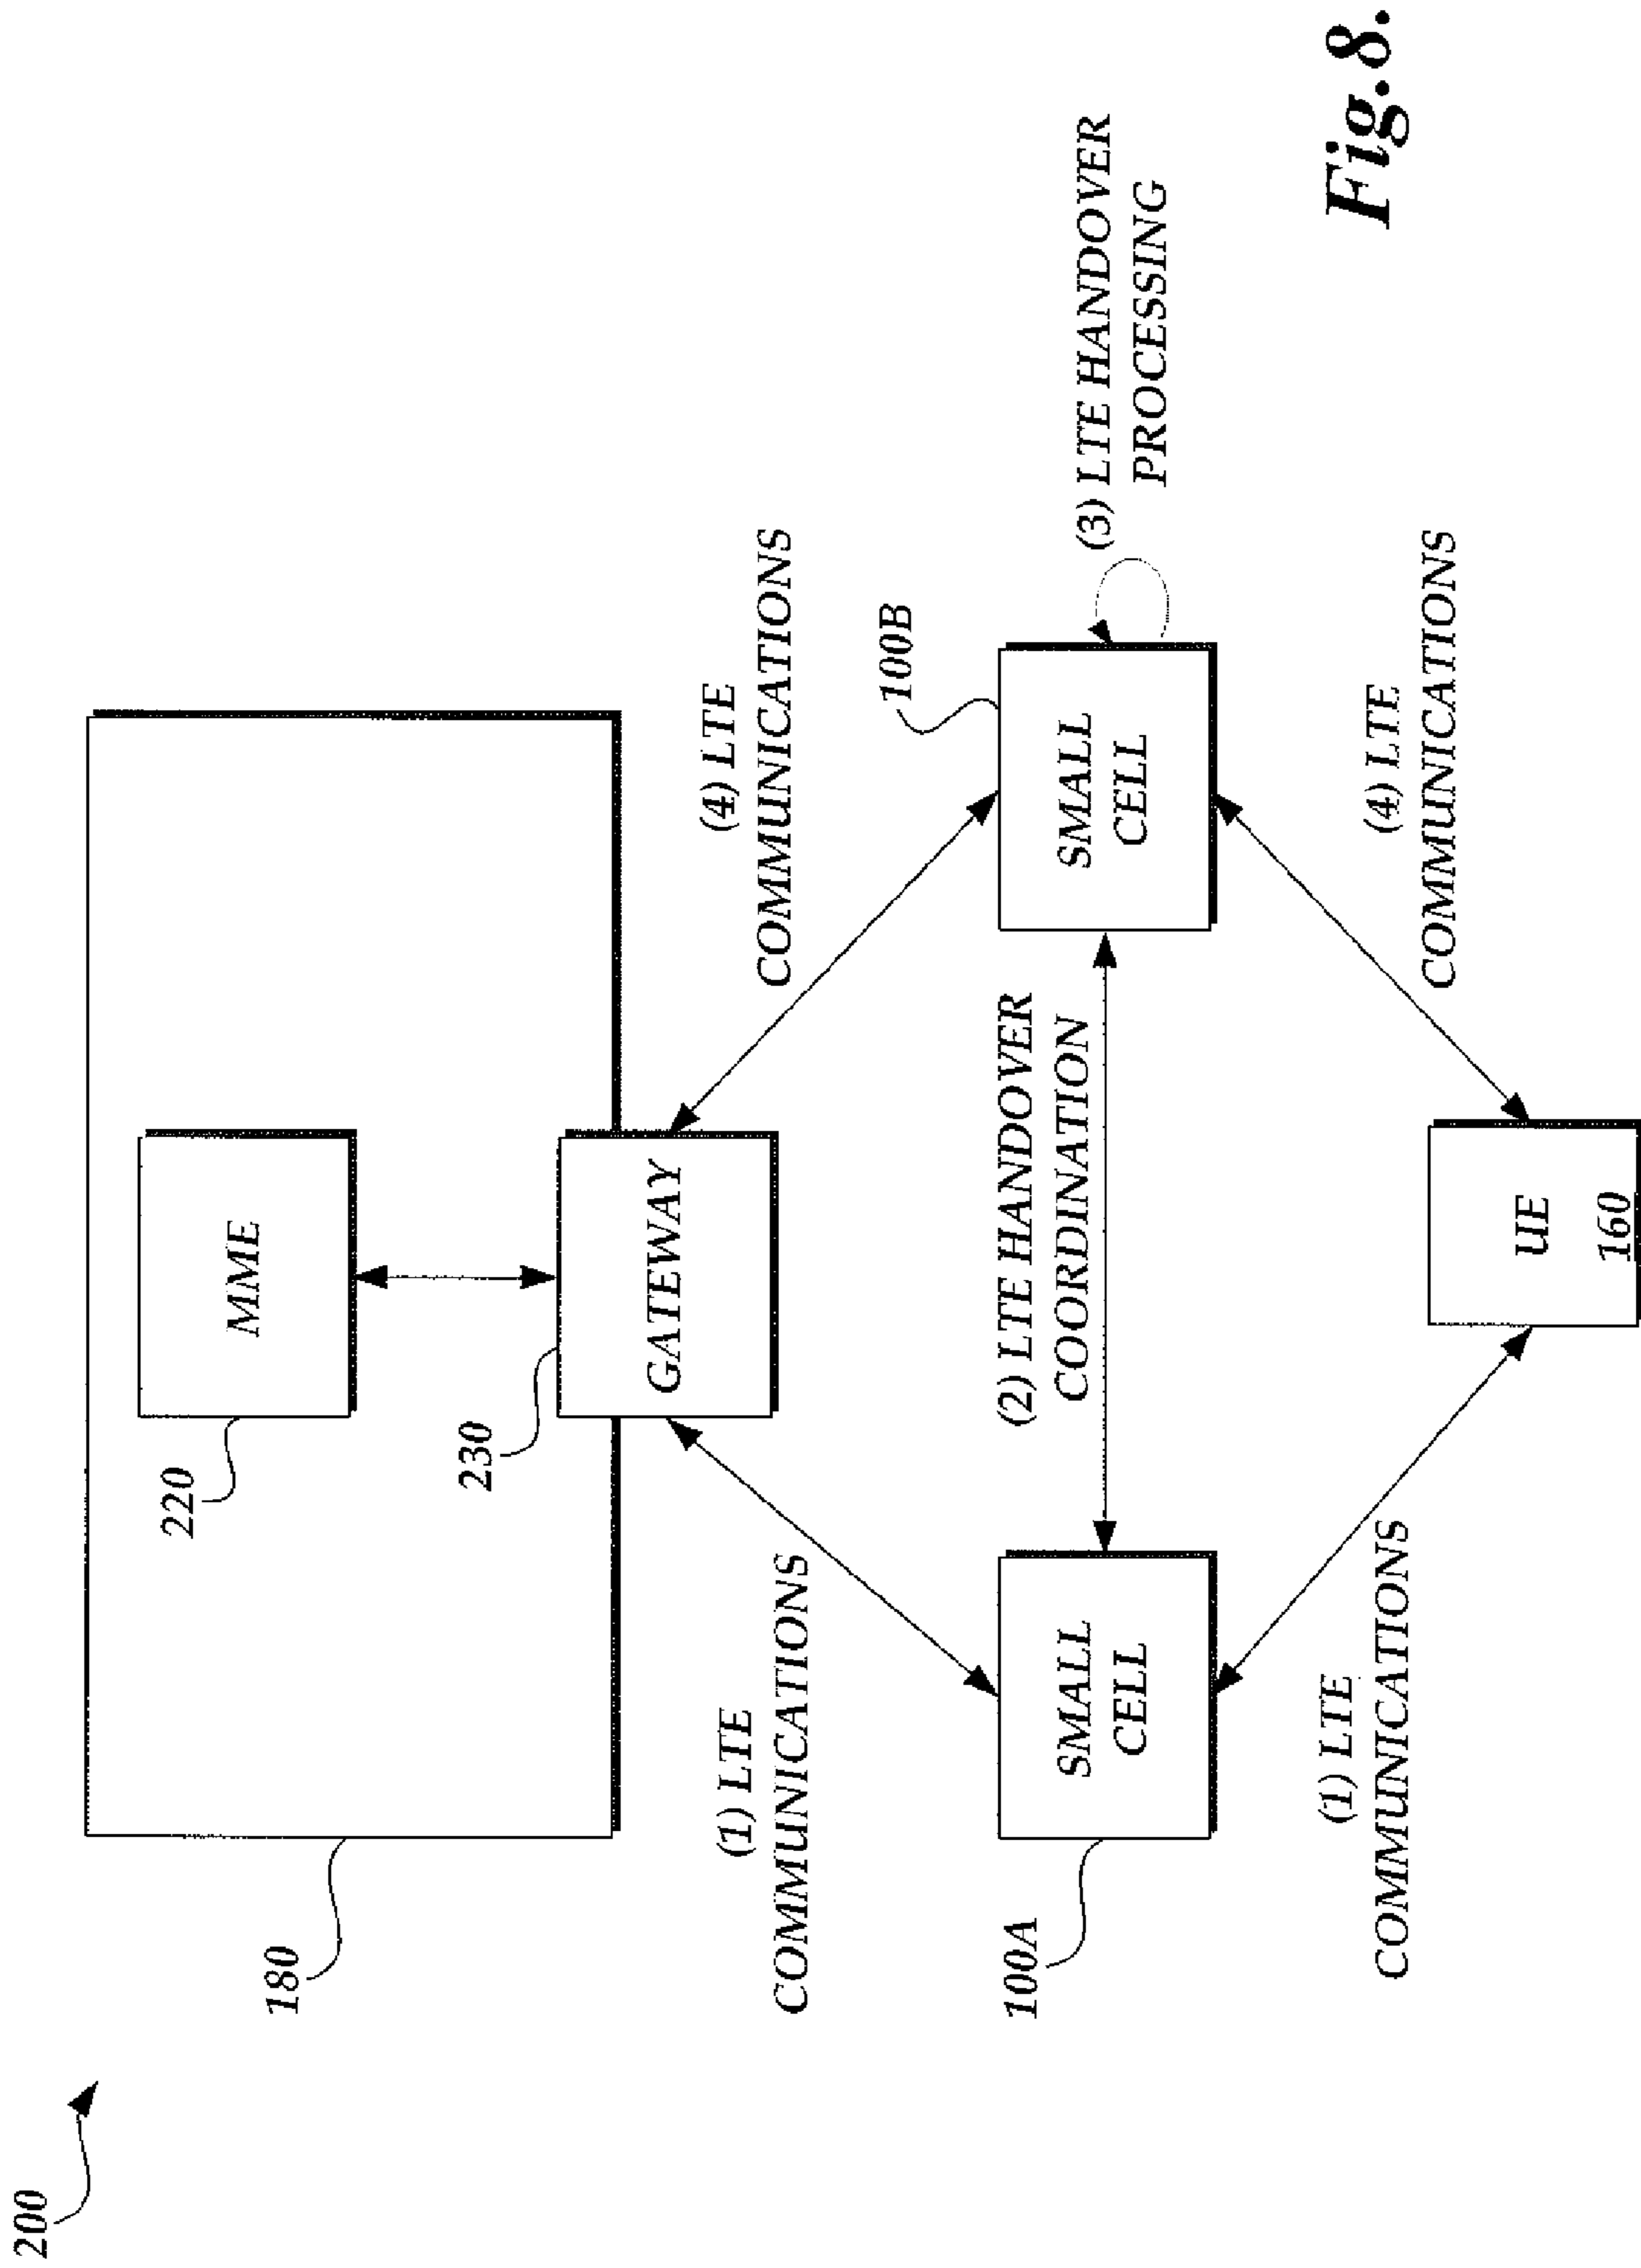 200
180
220
MME
230
GATEWAY
(1) LTE
COMMUNICATIONS
(4) LTE
COMMUNICATIONS
100A
SMALL
CELL
(2) LTE HANDOVER
COORDINATION
100B
SMALL
CELL
(3) LTE HANDOVER
PROCESSING
(1) LTE
COMMUNICATIONS
(4) LTE
COMMUNICATIONS
UE
160
Fig.8.